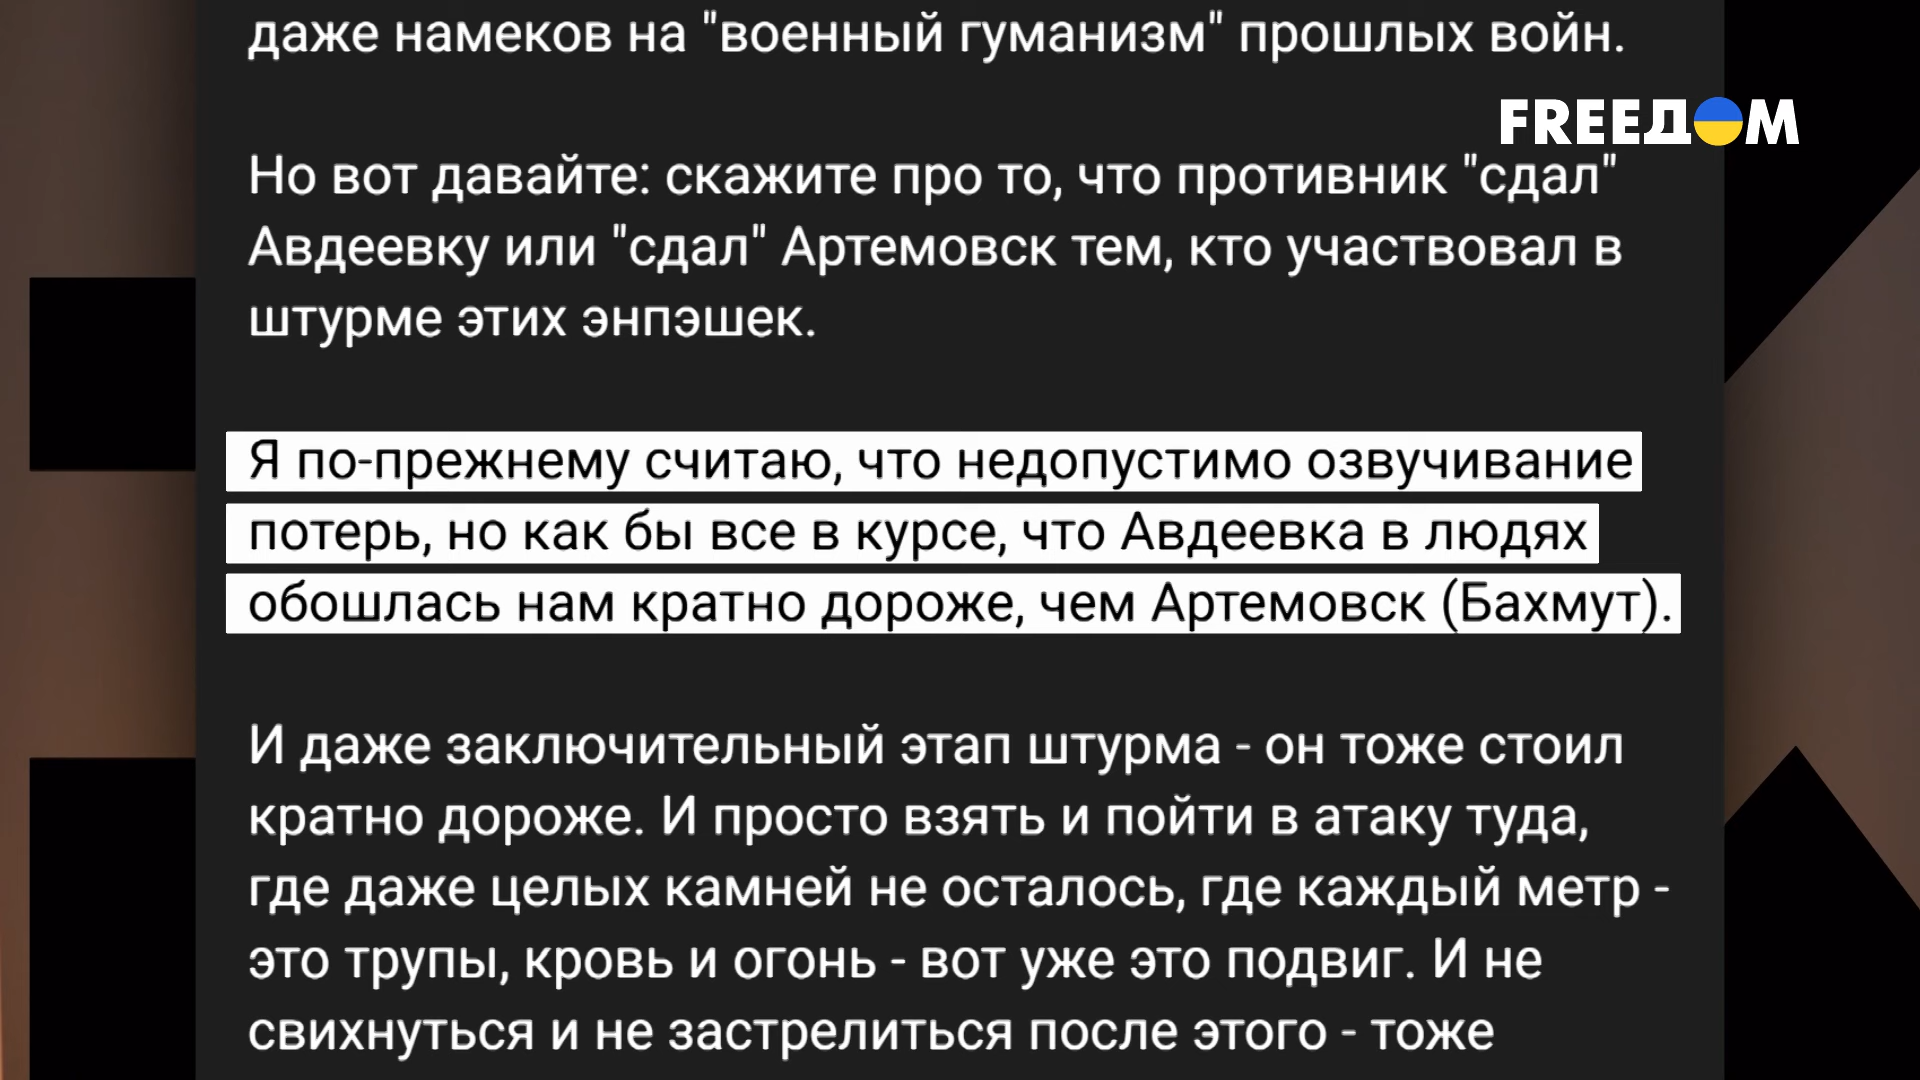 даже намеков на "военный гуманизм" прошлых войн.
FREEДOM
Но вот давайте: скажите про то, что противник "сдал"
Авдеевку или "сдал" Артемовск тем, кто участвовал в
штурме этих энпэшек.
Я по-прежнему считаю, что недопустимо озвучивание
потерь, но как бы все в курсе, что Авдеевка в людях
обошлась нам кратно дороже, чем Артемовск (Бахмут).
И даже заключительный этап штурма - он тоже стоил
кратно дороже. И просто взять и пойти в атаку туда,
где даже целых камней не осталось, где каждый метр -
это трупы, кровь и огонь - вот уже это подвиг. И не
свихнуться и не застрелиться после этого - тоже